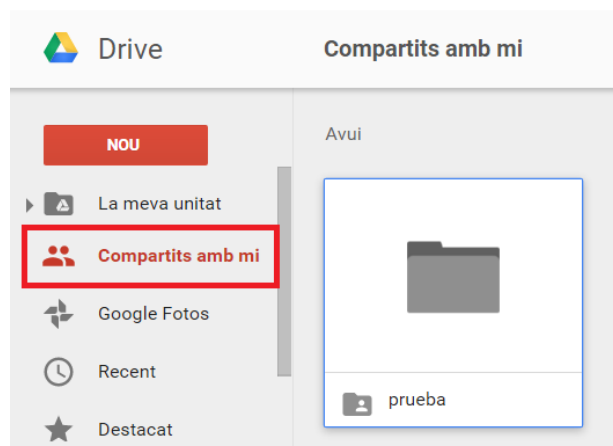 Drive
Compartits amb mi
NOU
Avui
La meva unitat
Compartits amb mi
Google Fotos
Recent
prueba
Destacat